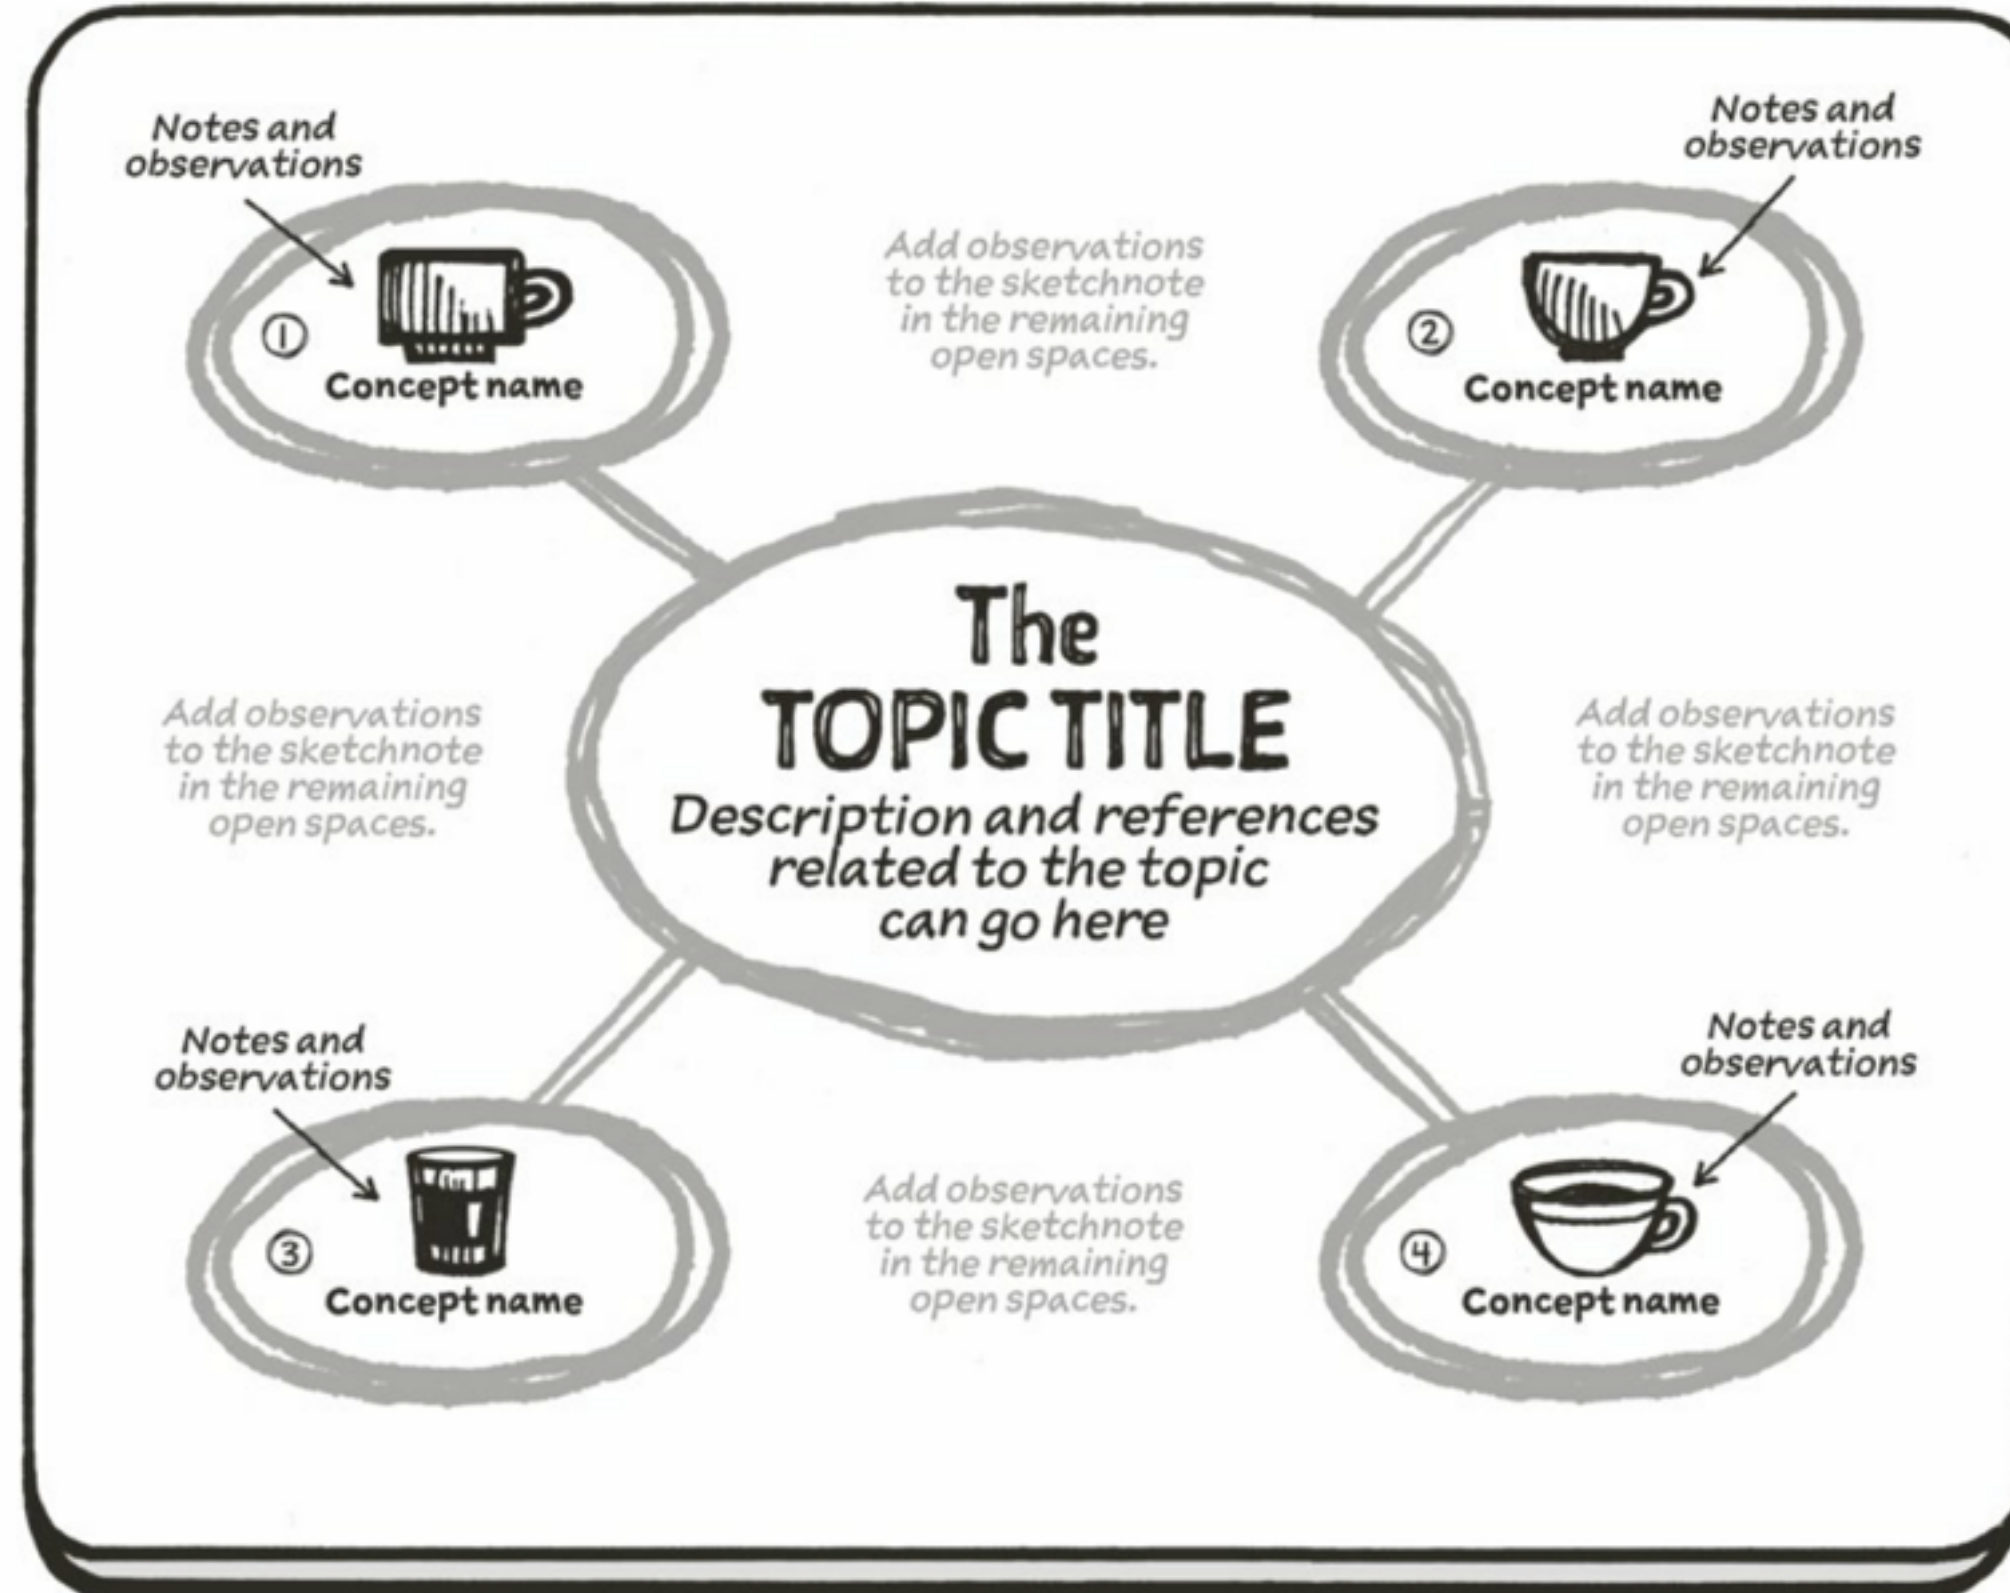 Notes and
observations
①
Concept name
Add observations
to the sketchnote
in the remaining
open spaces.
Notes and
observations
②
Concept name
The
TOPIC TITLE
Description and references
related to the topic
can go here
Add observations
to the sketchnote
in the remaining
open spaces.
Add observations
to the sketchnote
in the remaining
open spaces.
Notes and
observations
③
Concept name
Add observations
to the sketchnote
in the remaining
open spaces.
Notes and
observations
④
Concept name